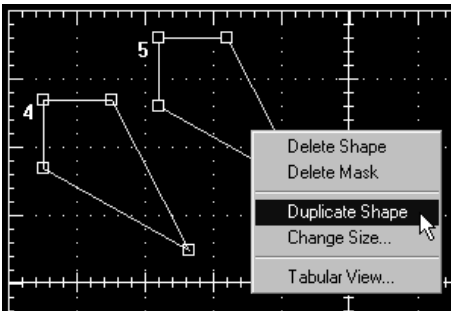 5
4
Delete Shape
Delete Mask
Duplicate Shape
Change Size...
Tabular View...